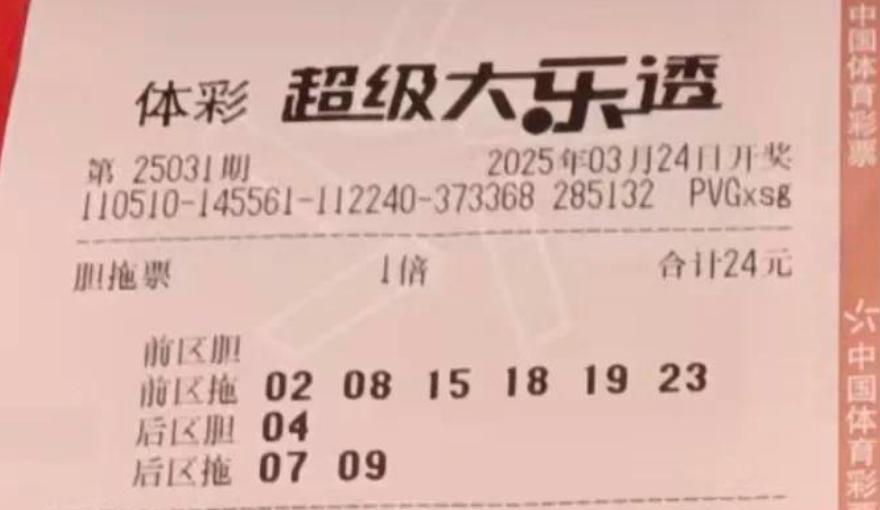 体彩 超级大乐透
第 25031期 2025年03月24日开奖
110510-145561-112240-373368 285132 PVGxsg
胆拖票 1倍 合计24元
前区胆
前区拖 02 08 15 18 19 23
后区胆 04
后区拖 07 09
中国体育彩票
中国体育彩票